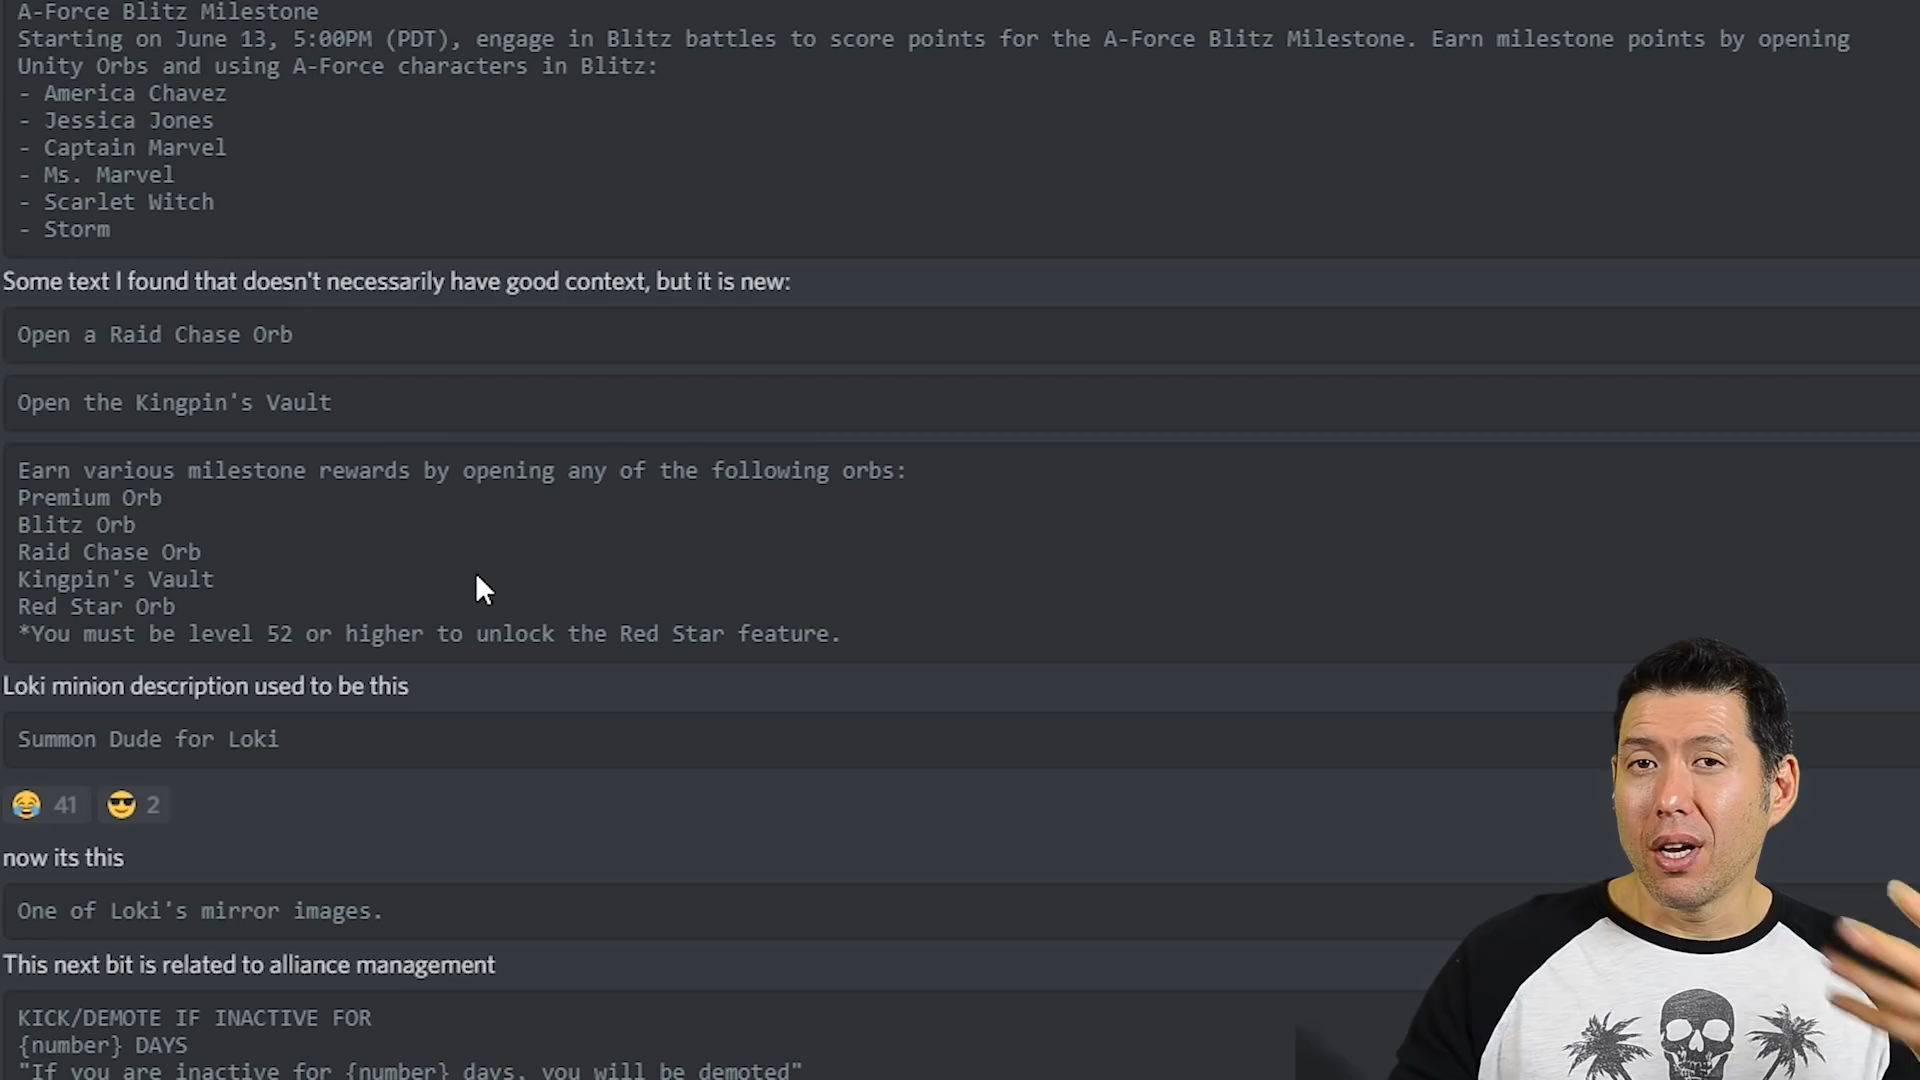 A-Force Blitz Milestone
Starting on June 13, 5:00PM (PDT), engage in Blitz battles to score points for the A-Force Blitz Milestone. Earn milestone points by opening
Unity Orbs and using A-Force characters in Blitz:
- America Chavez
- Jessica Jones
- Captain Marvel
- Ms. Marvel
- Scarlet Witch
- Storm
Some text I found that doesn't necessarily have good context, but it is new:
Open a Raid Chase Orb
Open the Kingpin's Vault
Earn various milestone rewards by opening any of the following orbs:
Premium Orb
Blitz Orb
Raid Chase Orb
Kingpin's Vault
Red Star Orb
*You must be level 52 or higher to unlock the Red Star feature.
Loki minion description used to be this
Summon Dude for Loki
41 2
now its this
One of Loki's mirror images.
This next bit is related to alliance management
KICK/DEMOTE IF INACTIVE FOR
{number} DAYS
"If you are inactive for {number} days, you will be demoted"